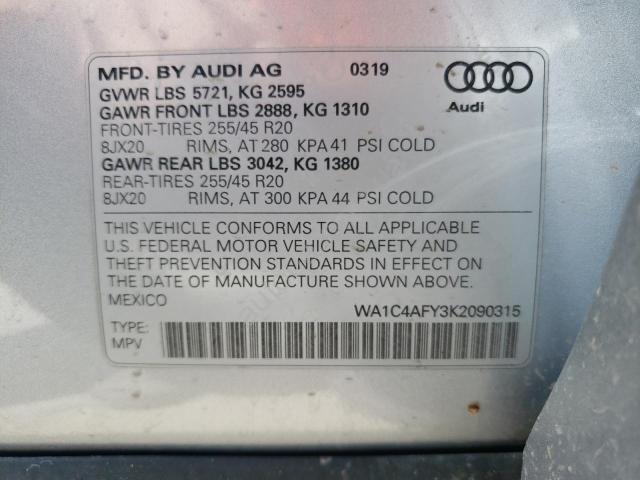 MFD. BY AUDI AG 0319
GVWR LBS 5721, KG 2595
GAWR FRONT LBS 2888, KG 1310
FRONT-TIRES 255/45 R20
8JX20 RIMS, AT 280 KPA 41 PSI COLD
GAWR REAR LBS 3042, KG 1380
REAR-TIRES 255/45 R20
8JX20 RIMS, AT 300 KPA 44 PSI COLD
Audi
THIS VEHICLE CONFORMS TO ALL APPLICABLE
U.S. FEDERAL MOTOR VEHICLE SAFETY AND
THEFT PREVENTION STANDARDS IN EFFECT ON
THE DATE OF MANUFACTURE SHOWN ABOVE.
MEXICO
WA1C4AFY3K2090315
TYPE:
MPV